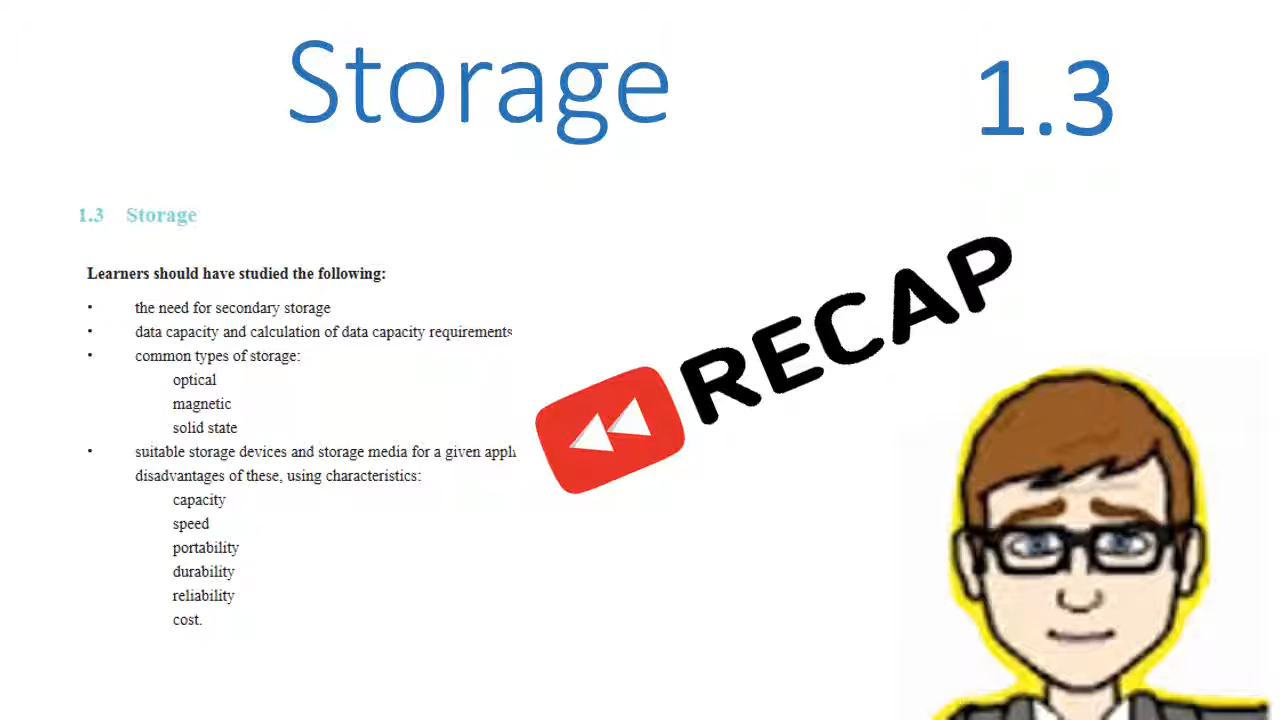 Storage 1.3
1.3 Storage
Learners should have studied the following:
• the need for secondary storage
• data capacity and calculation of data capacity requirements
• common types of storage:
optical
magnetic
solid state
• suitable storage devices and storage media for a given appl
disadvantages of these, using characteristics:
capacity
speed
portability
durability
reliability
cost.
RECAP